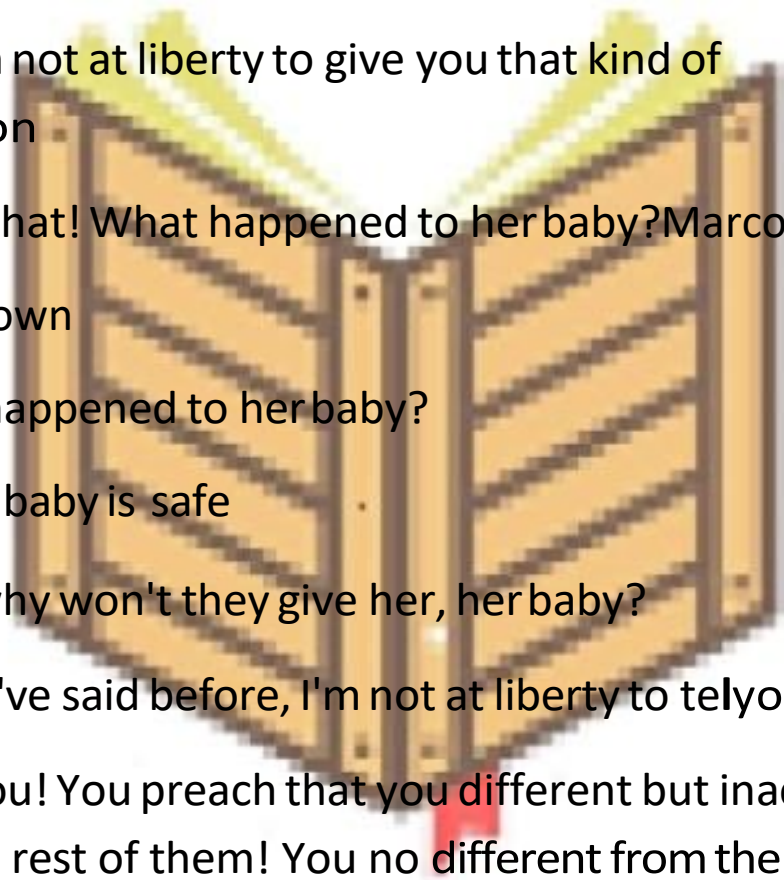 not at liberty to give you that kind of
on
hat! What happened to her baby?Marco
own
appened to her baby?
baby is safe
hy won't they give her, her baby?
've said before, I'm not at liberty to telyo
ou! You preach that you different but inac
rest of them! You no different from the